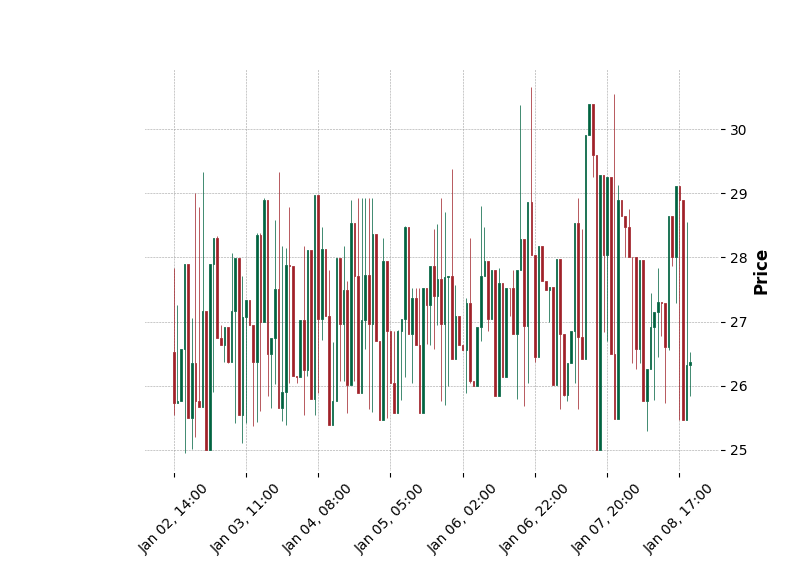 30
29
28
27
26
25
Price
Jan 02, 14:00
Jan 03, 11:00
Jan 04, 08:00
Jan 05, 05:00
Jan 06, 02:00
Jan 06, 22:00
Jan 07, 20:00
Jan 08, 17:00